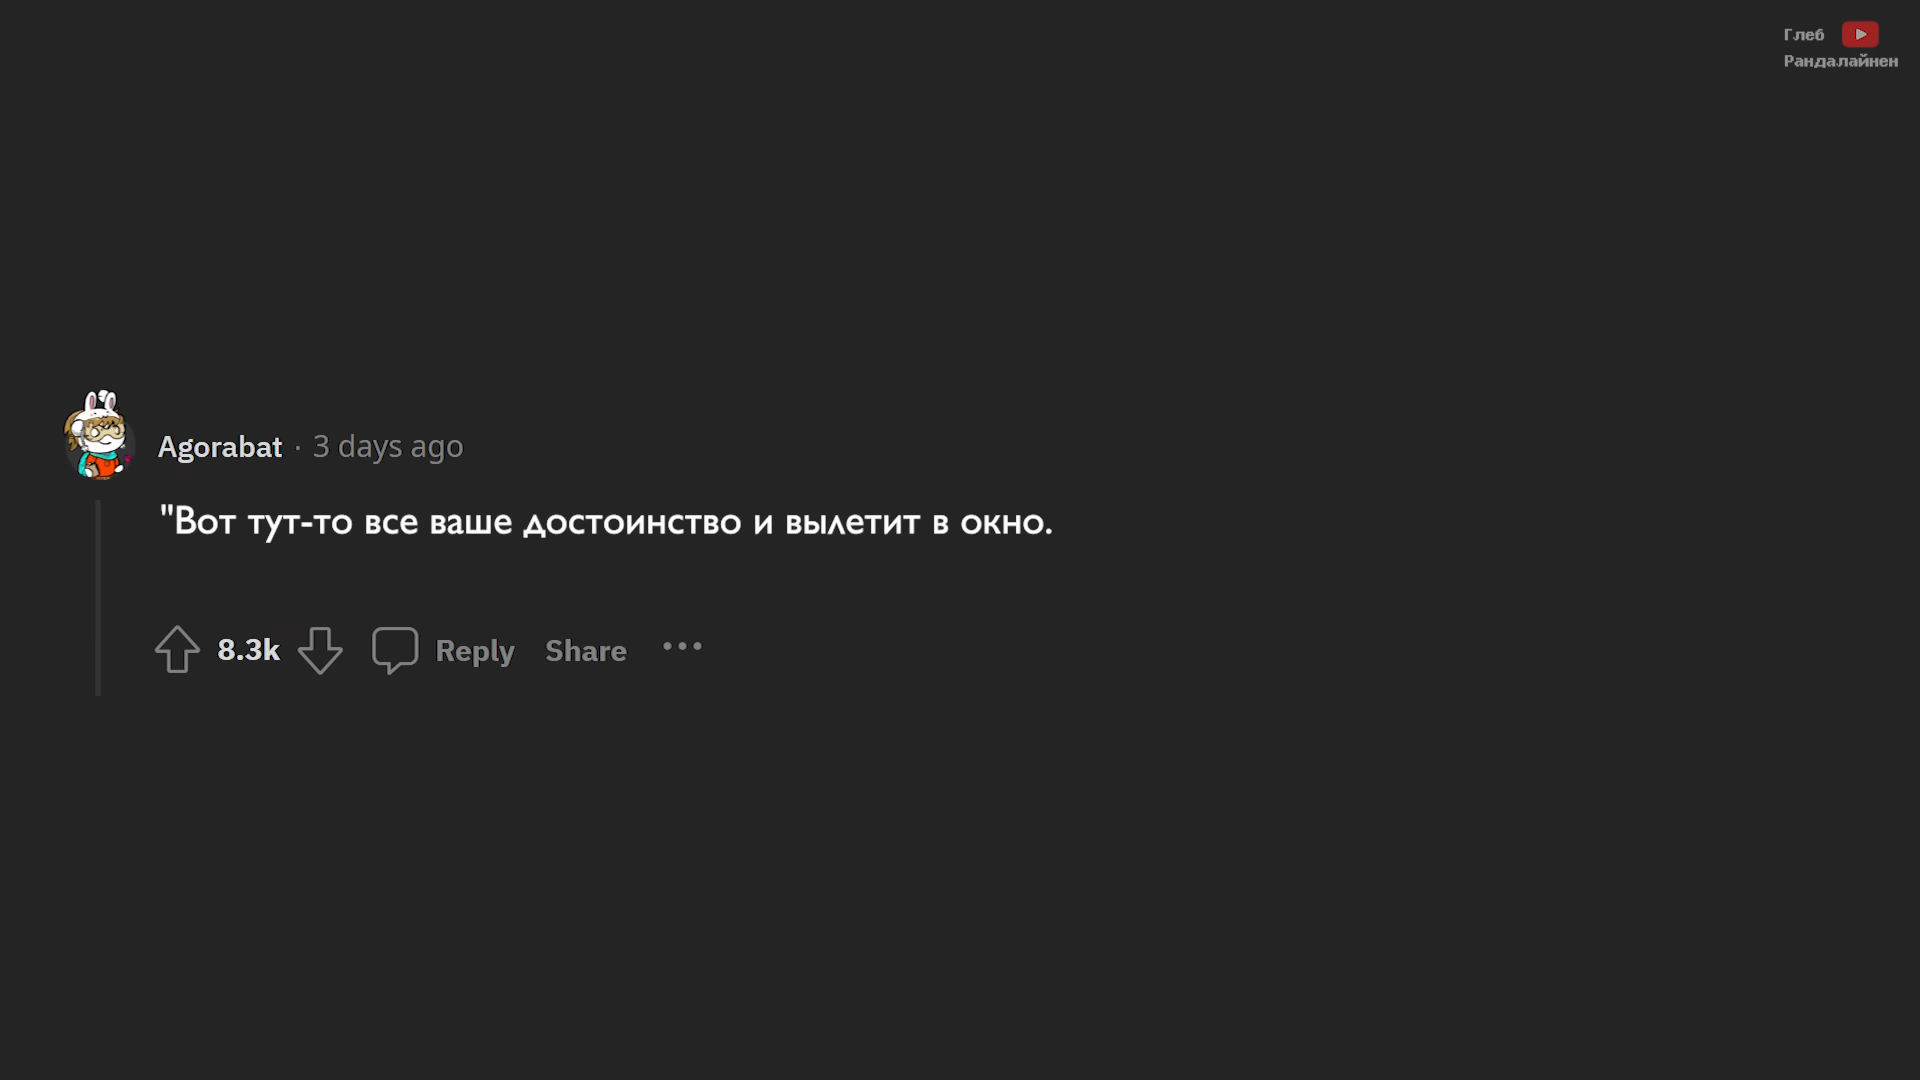 Глеб
Рандалайнен
Agorabat · 3 days ago
"Вот тут-то все ваше достоинство и вылетит в окно.
8.3k Reply Share ···